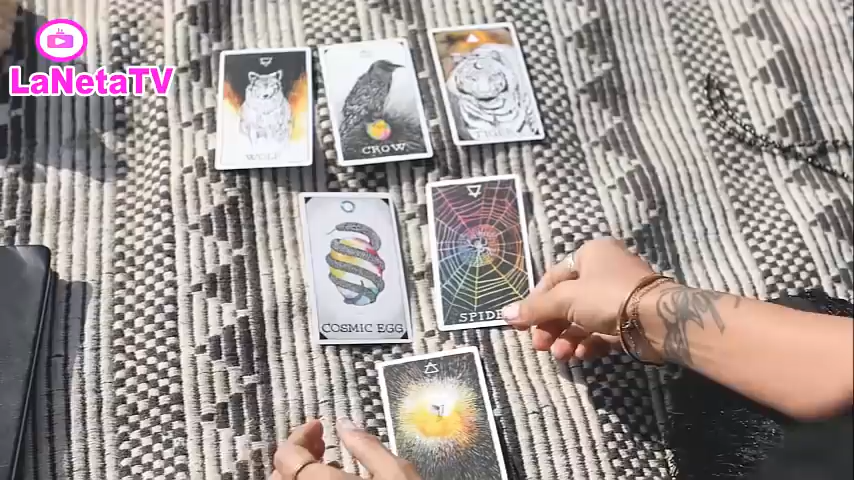 LaNetaTV
WOLF
CROW
TIGER
COSMIC EGG
SPIDER